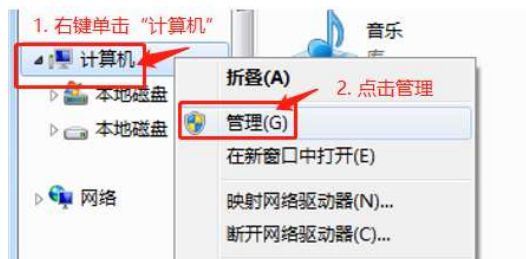 1. 右键单击“计算机”
音乐
库
计算机
折叠(A)
2. 点击管理
本地磁盘
管理(G)
本地磁盘
在新窗口中打开(E)
网络
映射网络驱动器(N)...
断开网络驱动器(C)...